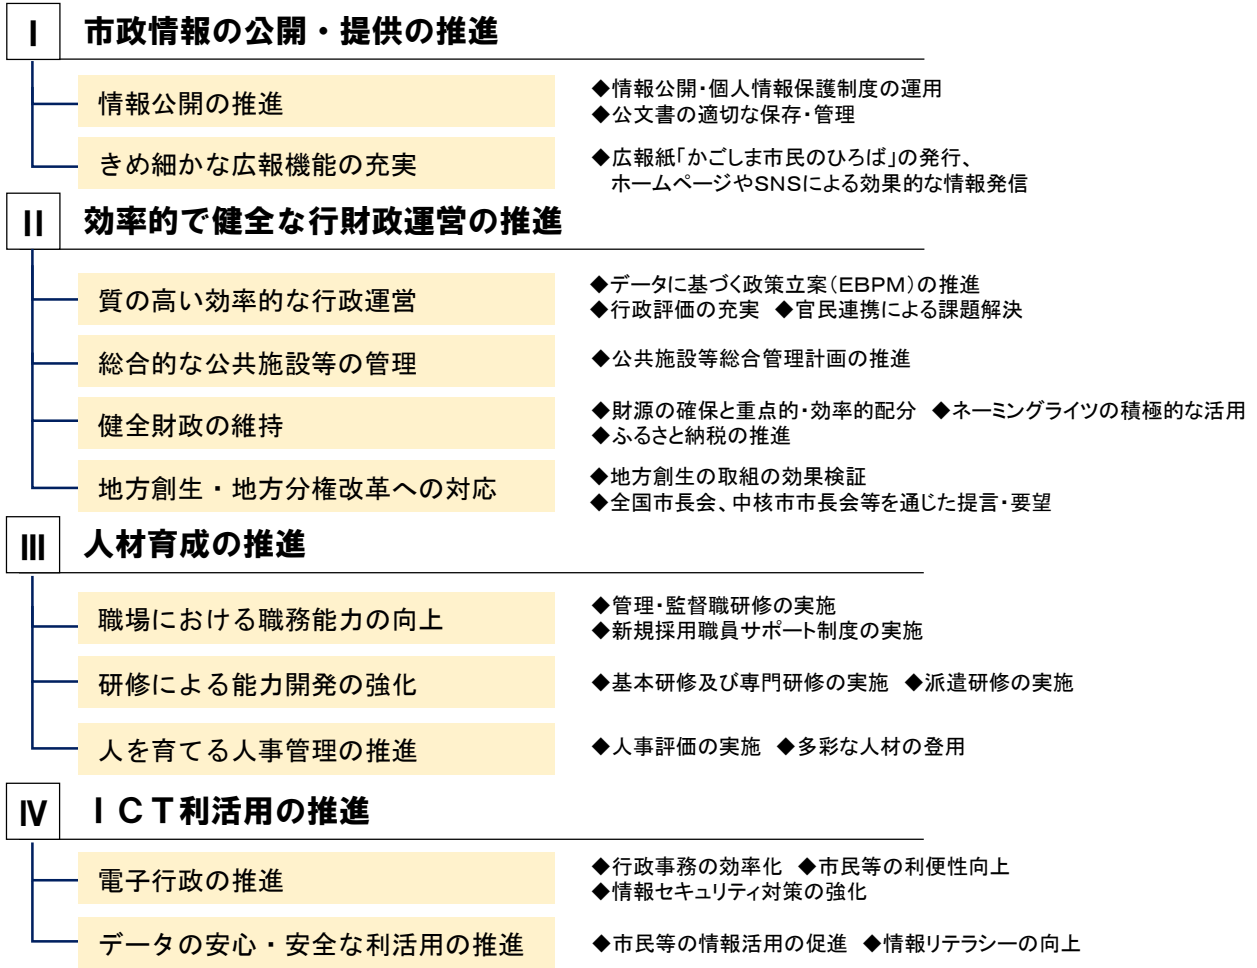 Ⅰ 市政情報の公開・提供の推進
情報公開の推進
◆情報公開・個人情報保護制度の運用
◆公文書の適切な保存・管理
きめ細かな広報機能の充実
◆広報紙「かごしま市民のひろば」の発行、
ホームページやSNSによる効果的な情報発信
Ⅱ 効率的で健全な行財政運営の推進
質の高い効率的な行政運営
◆データに基づく政策立案(EBPM)の推進
◆行政評価の充実 ◆官民連携による課題解決
総合的な公共施設等の管理
◆公共施設等総合管理計画の推進
健全財政の維持
◆財源の確保と重点的・効率的配分 ◆ネーミングライツの積極的な活用
◆ふるさと納税の推進
地方創生・地方分権改革への対応
◆地方創生の取組の効果検証
◆全国市長会、中核市市長会等を通じた提言・要望
Ⅲ 人材育成の推進
職場における職務能力の向上
◆管理・監督職研修の実施
◆新規採用職員サポート制度の実施
研修による能力開発の強化
◆基本研修及び専門研修の実施 ◆派遣研修の実施
人を育てる人事管理の推進
◆人事評価の実施 ◆多彩な人材の登用
Ⅳ ICT利活用の推進
電子行政の推進
◆行政事務の効率化 ◆市民等の利便性向上
◆情報セキュリティ対策の強化
データの安心・安全な利活用の推進
◆市民等の情報活用の促進 ◆情報リテラシーの向上